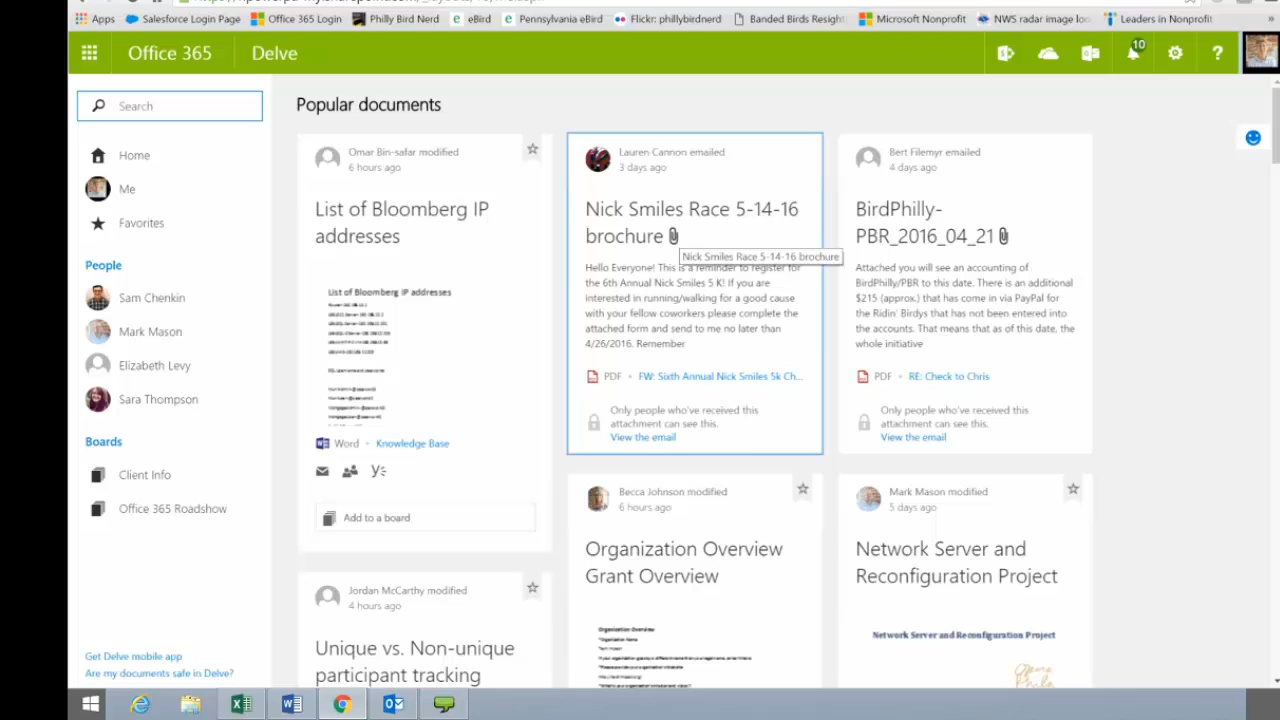 Apps
Salesforce Login Page
Office 365 Login
Philly Bird Nerd
eBird
Pennsylvania eBird
Flickr: phillybirdnerd
Banded Birds Resight
Microsoft Nonprofit
NWS radar image loo
Leaders in Nonprofit
»
Office 365
Delve
10
?
Search
Home
Me
Favorites
People
Sam Chenkin
Mark Mason
Elizabeth Levy
Sara Thompson
Boards
Client Info
Office 365 Roadshow
Get Delve mobile app
Are my documents safe in Delve?
Popular documents
Omar Bin-safar modified
6 hours ago
List of Bloomberg IP
addresses
List of Bloomberg IP addresses
Word • Knowledge Base
Add to a board
Lauren Cannon emailed
3 days ago
Nick Smiles Race 5-14-16
brochure
Nick Smiles Race 5-14-16 brochure
Hello Everyone! This is a reminder to register for
the 6th Annual Nick Smiles 5 K! If you are
interested in running/walking for a good cause
with your fellow coworkers please complete the
attached form and send to me no later than
4/26/2016. Remember
PDF • FW: Sixth Annual Nick Smiles 5k Ch...
Only people who've received this
attachment can see this.
View the email
Bert Filemyr emailed
4 days ago
BirdPhilly-
PBR_2016_04_21
Attached you will see an accounting of
BirdPhilly/PBR to this date. There is an additional
$215 (approx.) that has come in via PayPal for
the Ridin' Birdys that has not been entered into
the accounts. That means that as of this date, the
whole initiative
PDF • RE: Check to Chris
Only people who've received this
attachment can see this.
View the email
Jordan McCarthy modified
4 hours ago
Unique vs. Non-unique
participant tracking
Becca Johnson modified
6 hours ago
Organization Overview
Grant Overview
Organization Overview
Mark Mason modified
5 days ago
Network Server and
Reconfiguration Project
Network Server and Reconfiguration Project